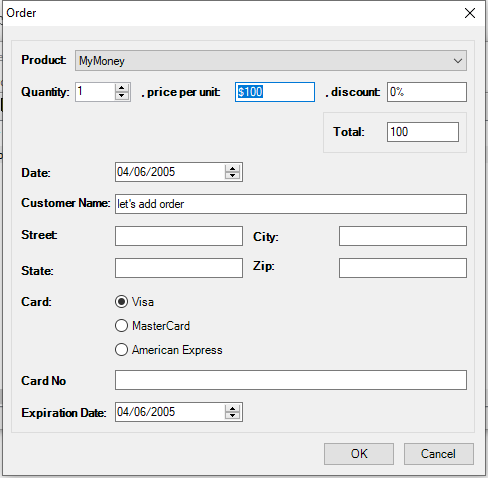 Order
Product: MyMoney
Quantity: 1 , price per unit: $100 , discount: 0%
Total: 100
Date: 04/06/2005
Customer Name: let's add order
Street: City:
State: Zip:
Card: Visa
MasterCard
American Express
Card No
Expiration Date: 04/06/2005
OK Cancel